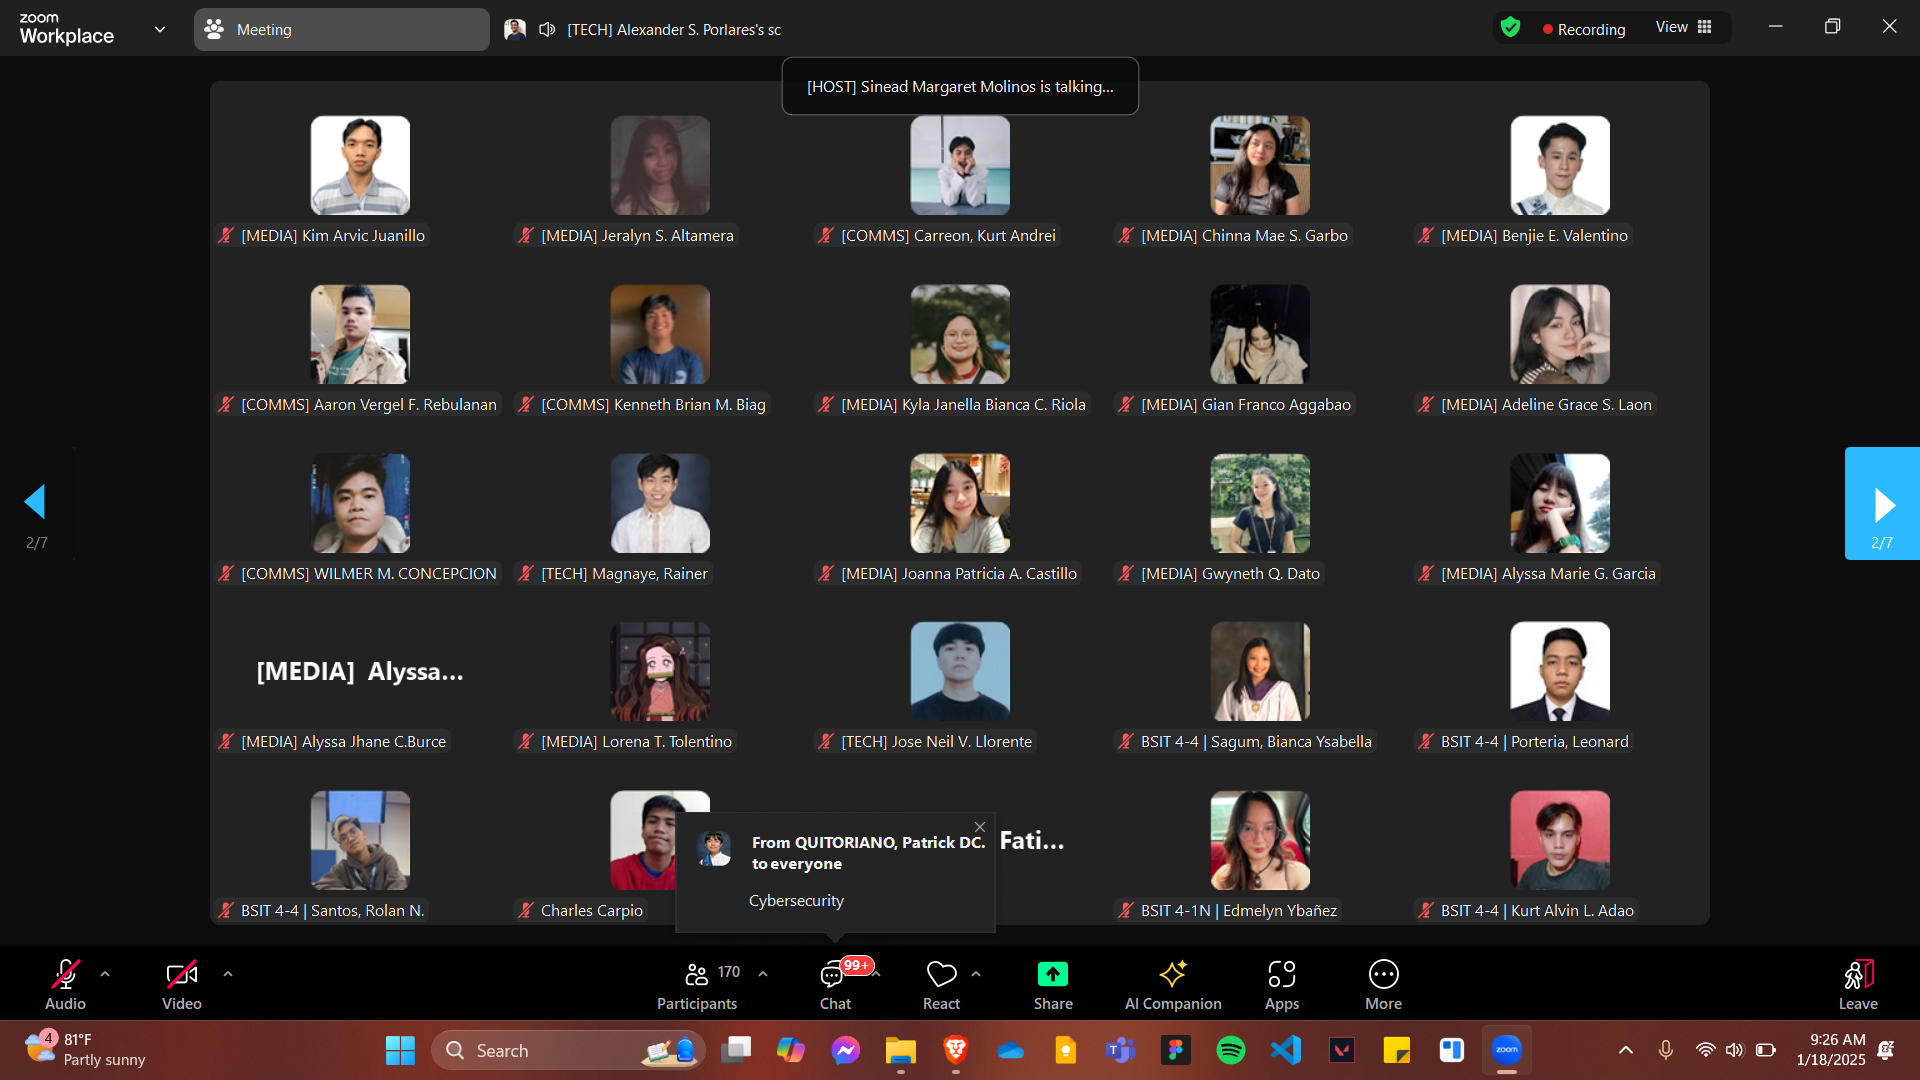 zoom
Workplace
Meeting
[TECH] Alexander S. Porlares's sc
Recording
View
[HOST] Sinead Margaret Molinos is talking...
[MEDIA] Kim Arvic Juanillo
[MEDIA] Jeralyn S. Altamera
[COMMS] Carreon, Kurt Andrei
[MEDIA] Chinna Mae S. Garbo
[MEDIA] Benjie E. Valentino
[COMMS] Aaron Vergel F. Rebulanan
[COMMS] Kenneth Brian M. Biag
[MEDIA] Kyla Janella Bianca C. Riola
[MEDIA] Gian Franco Aggabao
[MEDIA] Adeline Grace S. Laon
2/7
2/7
[COMMS] WILMER M. CONCEPCION
[TECH] Magnaye, Rainer
[MEDIA] Joanna Patricia A. Castillo
[MEDIA] Gwyneth Q. Dato
[MEDIA] Alyssa Marie G. Garcia
[MEDIA] Alyssa...
[MEDIA] Alyssa Jhane C.Burce
[MEDIA] Lorena T. Tolentino
[TECH] Jose Neil V. Llorente
BSIT 4-4 | Sagum, Bianca Ysabella
BSIT 4-4 | Porteria, Leonard
From QUITORIANO, Patrick DC.
to everyone
Cybersecurity
Fati...
BSIT 4-4 | Santos, Rolan N.
Charles Carpio
BSIT 4-1N | Edmelyn Ybañez
BSIT 4-4 | Kurt Alvin L. Adao
Audio
Video
170
Participants
99+
Chat
React
Share
AI Companion
Apps
More
Leave
4
81°F
Partly sunny
Search
zoom
9:26 AM
1/18/2025